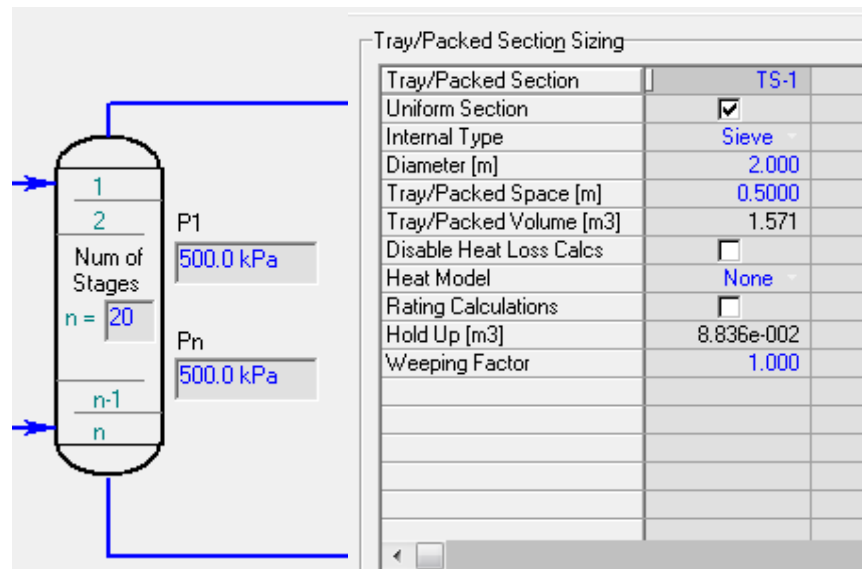 1
2
Num of
Stages
n = 20
n-1
n
P1
500.0 kPa
Pn
500.0 kPa
Tray/Packed Section Sizing
Tray/Packed Section TS-1
Uniform Section
Internal Type Sieve
Diameter [m] 2.000
Tray/Packed Space [m] 0.5000
Tray/Packed Volume [m3] 1.571
Disable Heat Loss Calcs
Heat Model None
Rating Calculations
Hold Up [m3] 8.836e-002
Weeping Factor 1.000